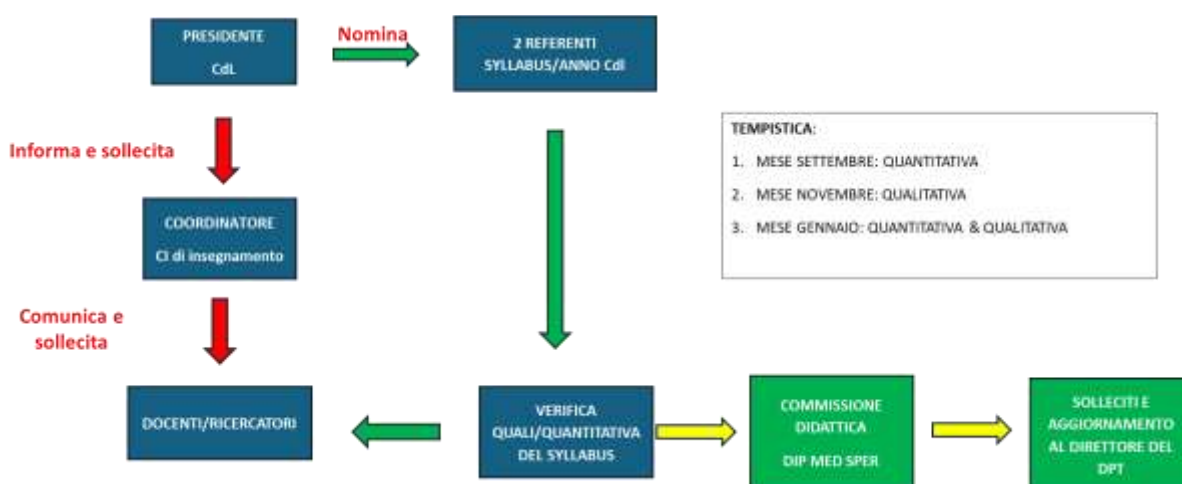 PRESIDENTE
CdL
Nomina
2 REFERENTI
SYLLABUS/ANNO Cdl
Informa e sollecita
TEMPISTICA:
1. MESE SETTEMBRE: QUANTITATIVA
2. MESE NOVEMBRE: QUALITATIVA
3. MESE GENNAIO: QUANTITATIVA & QUALITATIVA
COORDINATORE
CI di insegnamento
Comunica e
sollecita
DOCENTI/RICERCATORI
VERIFICA
QUALI/QUANTITATIVA
DEL SYLLABUS
COMMISSIONE
DIDATTICA
DIP MED SPER
SOLLECITI E
AGGIORNAMENTO
AL DIRETTORE DEL
DPT